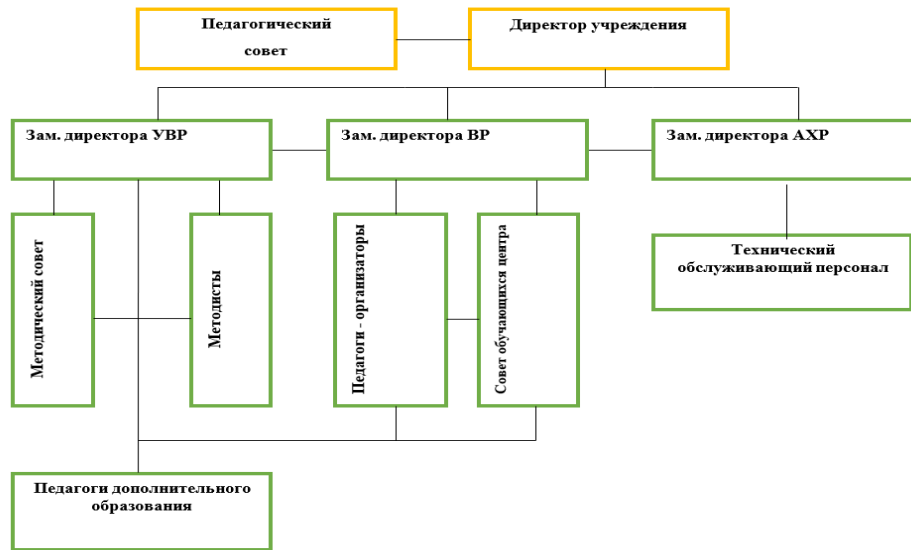 Педагогический
совет
Директор учреждения
Зам. директора УВР
Зам. директора ВР
Зам. директора АХР
Методический совет
Методисты
Педагоги - организаторы
Совет обучающихся центра
Технический
обслуживающий персонал
Педагоги дополнительного
образования